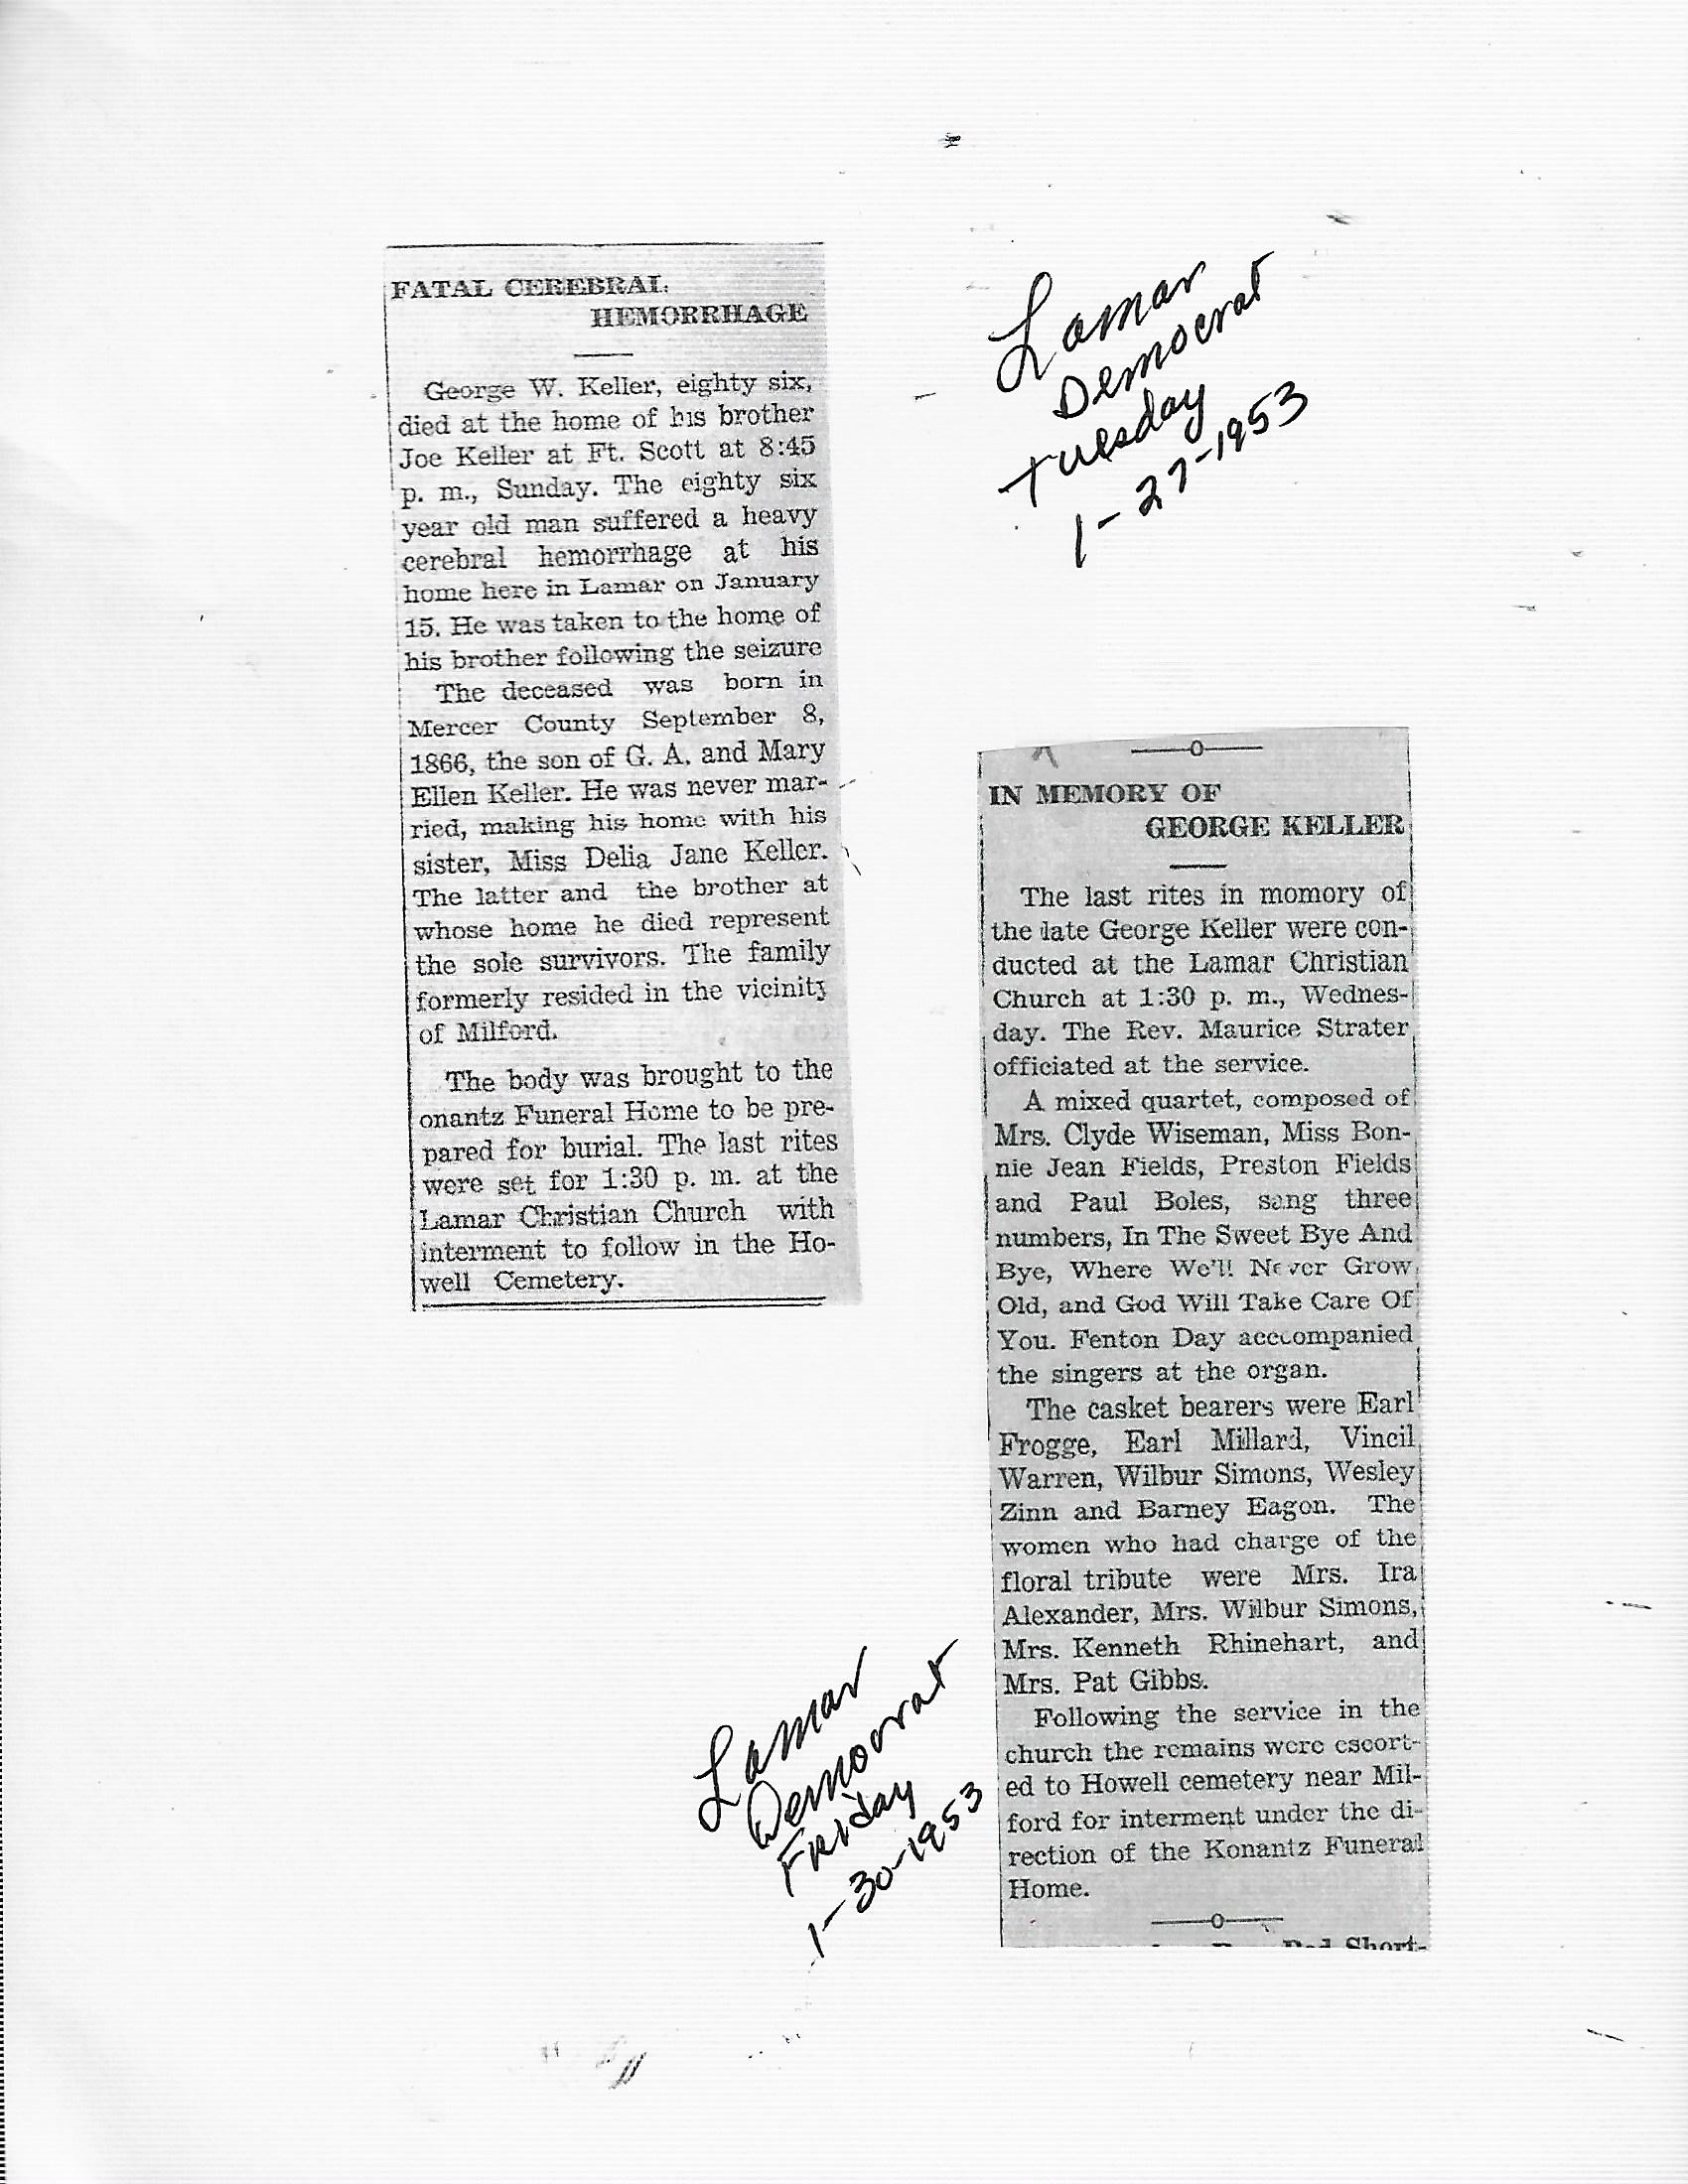 FATAL CEREBRAL
HEMORRHAGE
George W. Keller, eighty six,
died at the home of his brother
Joe Keller at Ft. Scott at 8:45
p. m., Sunday. The eighty six
year old man suffered a heavy
cerebral hemorrhage at his
home here in Lamar on January
15. He was taken to the home of
his brother following the seizure
The deceased was born in
Mercer County September 8,
1866, the son of G. A. and Mary
Ellen Keller. He was never mar-
ried, making his home with his
sister, Miss Delia Jane Keller.
The latter and the brother at
whose home he died represent
the sole survivors. The family
formerly resided in the vicinity
of Milford.
The body was brought to the
onantz Funeral Home to be pre-
pared for burial. The last rites
were set for 1:30 p. m. at the
Lamar Christian Church with
interment to follow in the Ho-
well Cemetery.
Lamar
Democrat
Tuesday
1-27-1953
IN MEMORY OF
GEORGE KELLER
The last rites in momory of
the late George Keller were con-
ducted at the Lamar Christian
Church at 1:30 p. m., Wednes-
day. The Rev. Maurice Strater
officiated at the service.
A mixed quartet, composed of
Mrs. Clyde Wiseman, Miss Bon-
nie Jean Fields, Preston Fields
and Paul Boles, sang three
numbers, In The Sweet Bye And
Bye, Where We'll Never Grow
Old, and God Will Take Care Of
You. Fenton Day acccompanied
the singers at the organ.
The casket bearers were Earl
Frogge, Earl Millard, Vincil
Warren, Wilbur Simons, Wesley
Zinn and Barney Eagon. The
women who had charge of the
floral tribute were Mrs. Ira
Alexander, Mrs. Wilbur Simons,
Mrs. Kenneth Rhinehart, and
Mrs. Pat Gibbs.
Following the service in the
church the remains were escort-
ed to Howell cemetery near Mil-
ford for interment under the di-
rection of the Konantz Funeral
Home.
Short-
Lamar
Democrat
Friday
1-30-1953